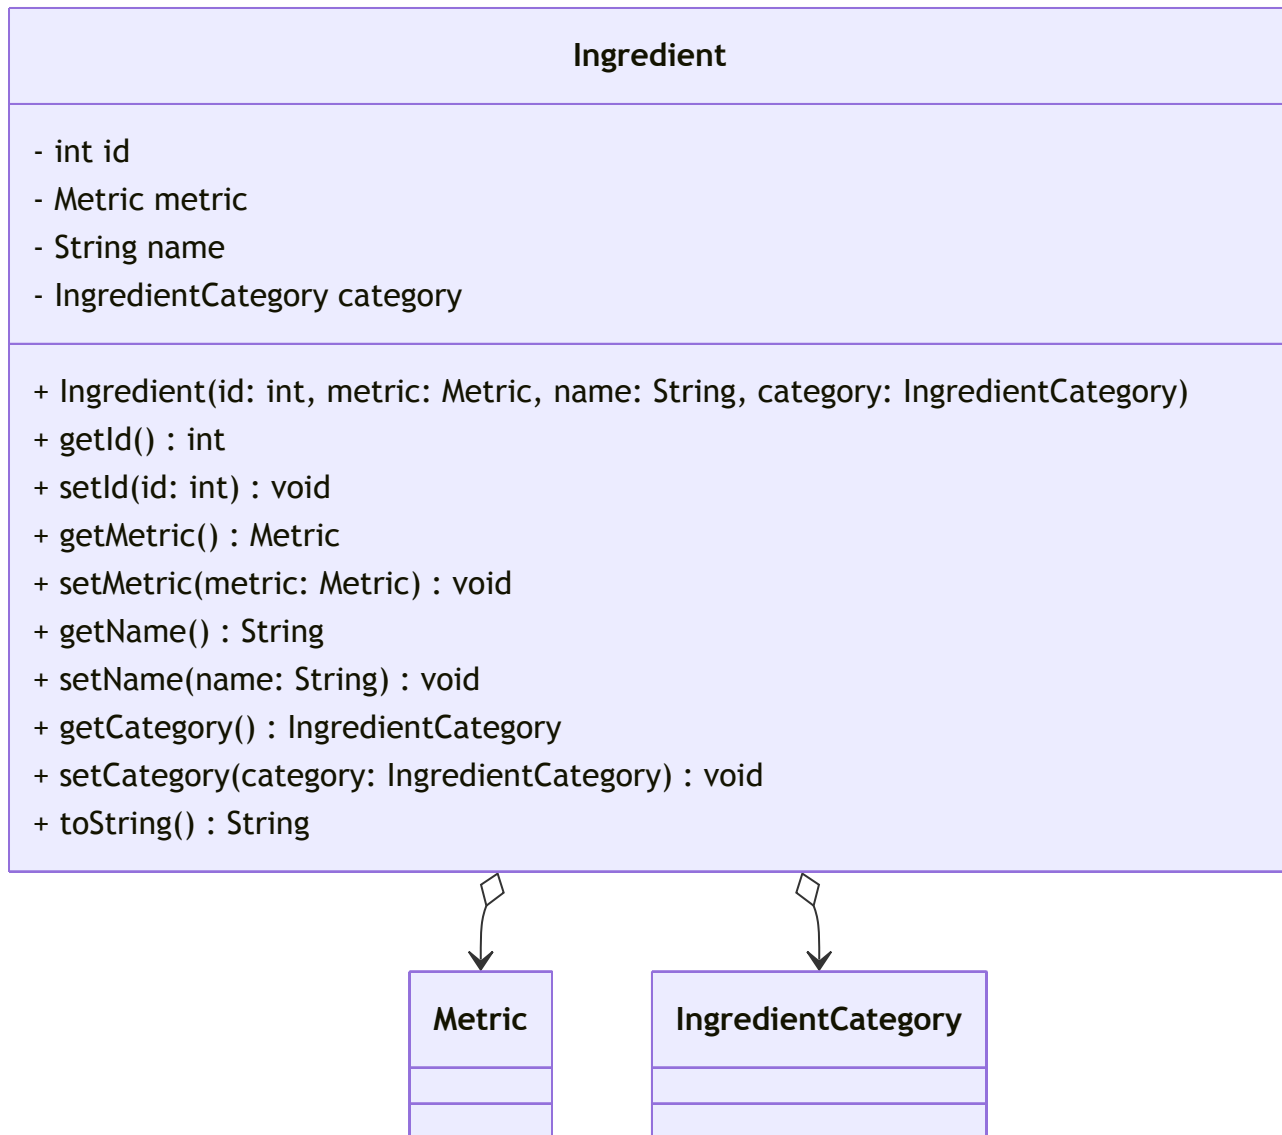 Ingredient
- int id
- Metric metric
- String name
- IngredientCategory category
+ Ingredient(id: int, metric: Metric, name: String, category: IngredientCategory)
+ getId() : int
+ setId(id: int) : void
+ getMetric() : Metric
+ setMetric(metric: Metric) : void
+ getName() : String
+ setName(name: String) : void
+ getCategory() : IngredientCategory
+ setCategory(category: IngredientCategory) : void
+ toString() : String
Metric
IngredientCategory